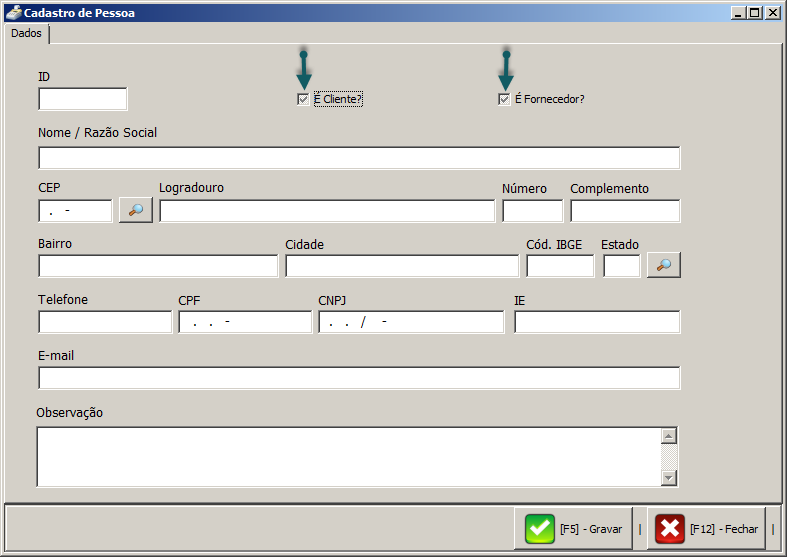 Cadastro de Pessoa
Dados
ID
É Cliente?
É Fornecedor?
Nome / Razão Social
CEP
Logradouro
Número
Complemento
. -
Bairro
Cidade
Cód. IBGE
Estado
Telefone
CPF
CNPJ
IE
. . -
. . / -
E-mail
Observação
[F5] - Gravar
|
[F12] - Fechar
|